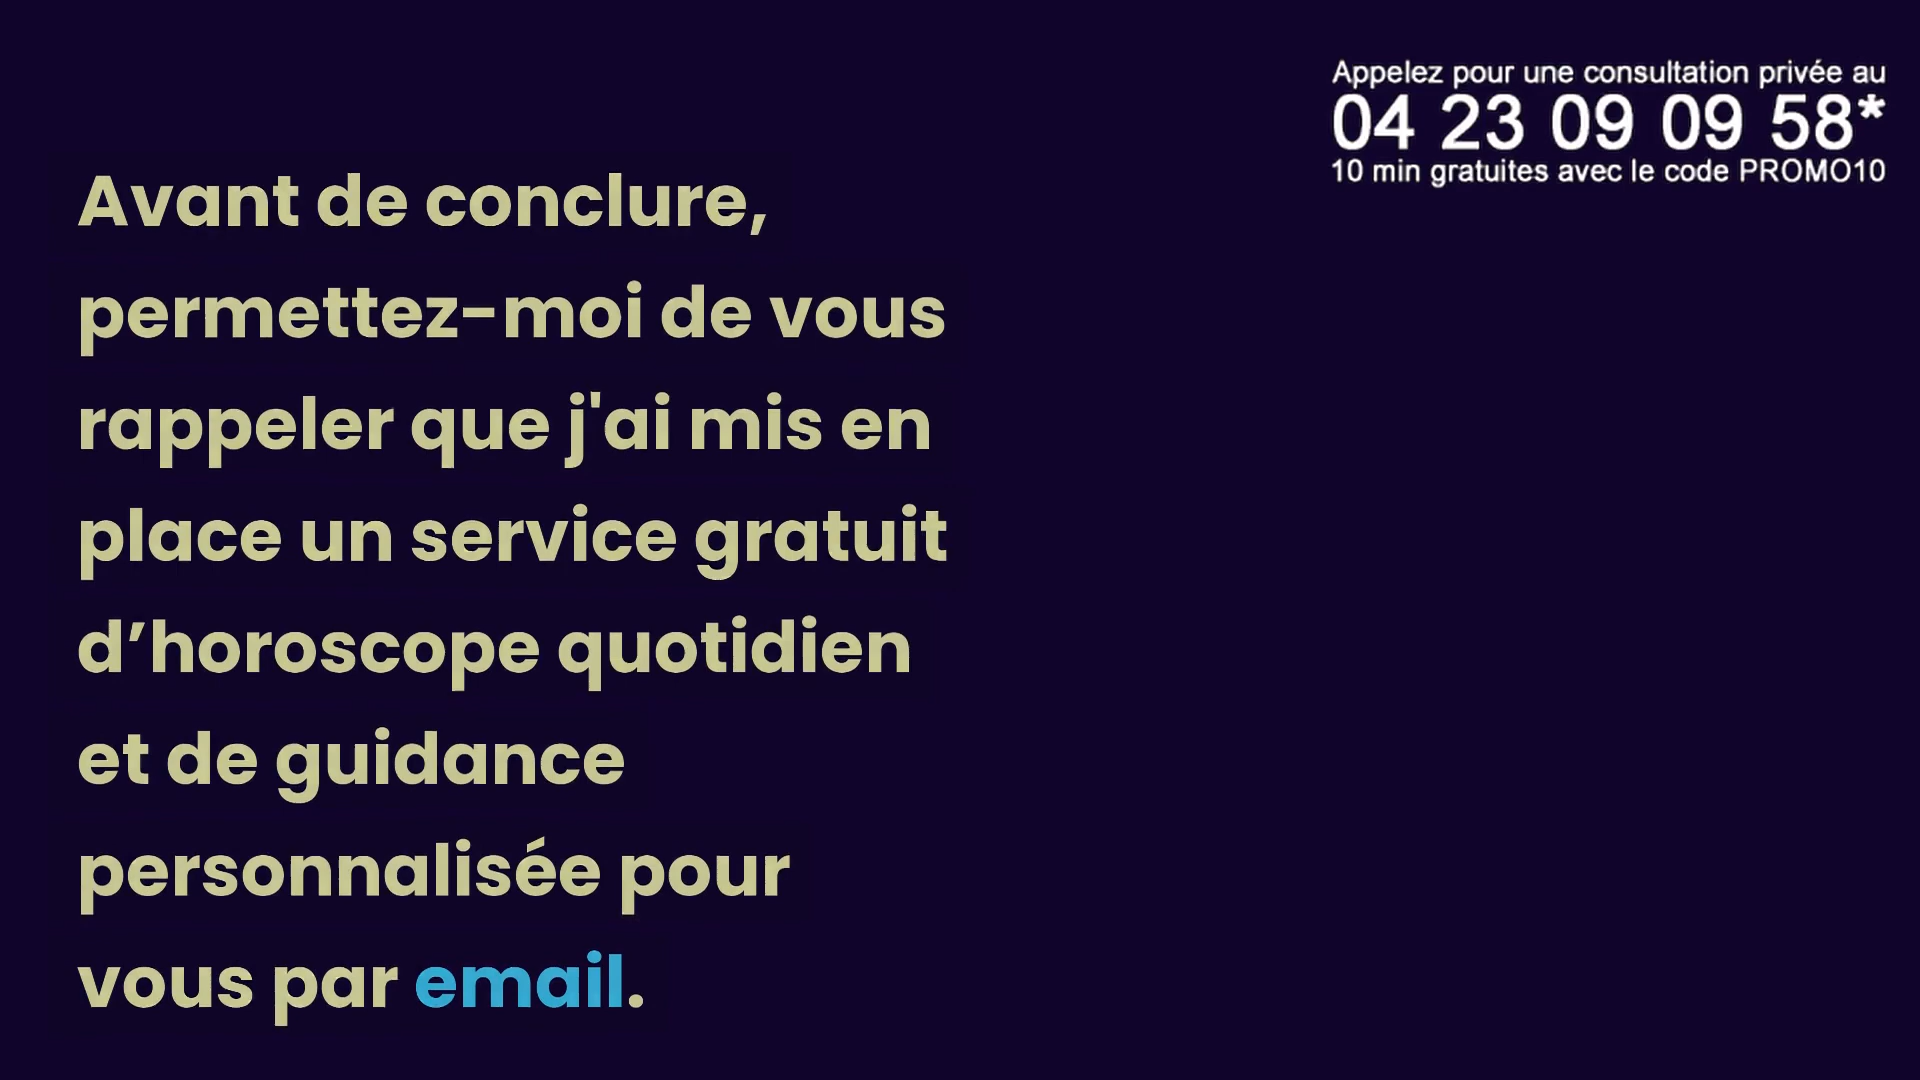 Appelez pour une consultation privée au
04 23 09 09 58*
10 min gratuites avec le code PROMO10
Avant de conclure,
permettez-moi de vous
rappeler que j'ai mis en
place un service gratuit
d’horoscope quotidien
et de guidance
personnalisée pour
vous par email.